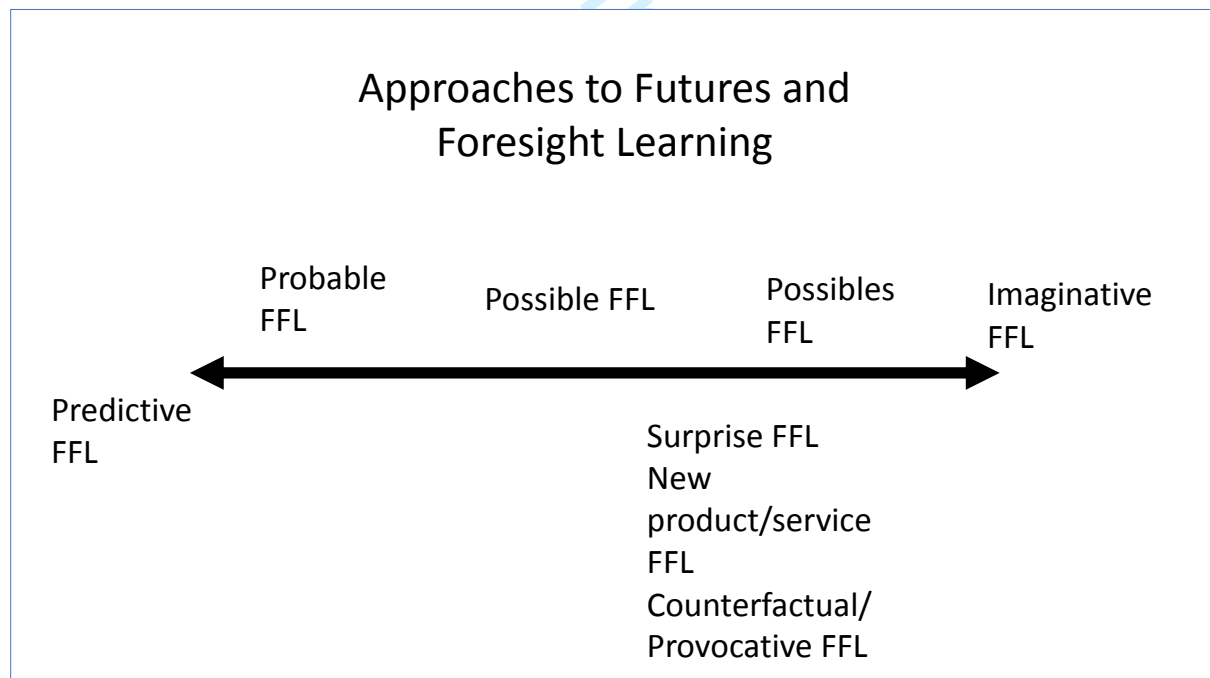 Approaches to Futures and
Foresight Learning
Probable
FFL
Possible FFL
Possibles
FFL
Imaginative
FFL
Predictive
FFL
Surprise FFL
New
product/service
FFL
Counterfactual/
Provocative FFL